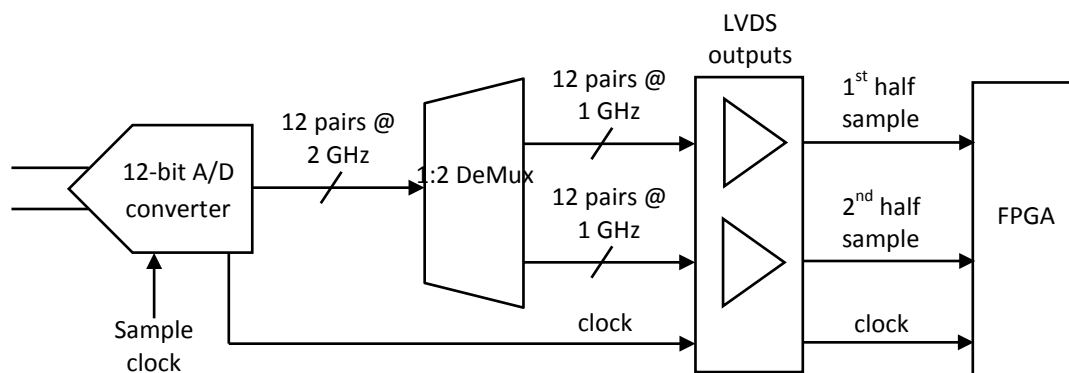 12-bit A/D
converter
Sample
clock
12 pairs @
2 GHz
1:2 DeMux
12 pairs @
1 GHz
12 pairs @
1 GHz
clock
LVDS
outputs
1st half
sample
2nd half
sample
clock
FPGA